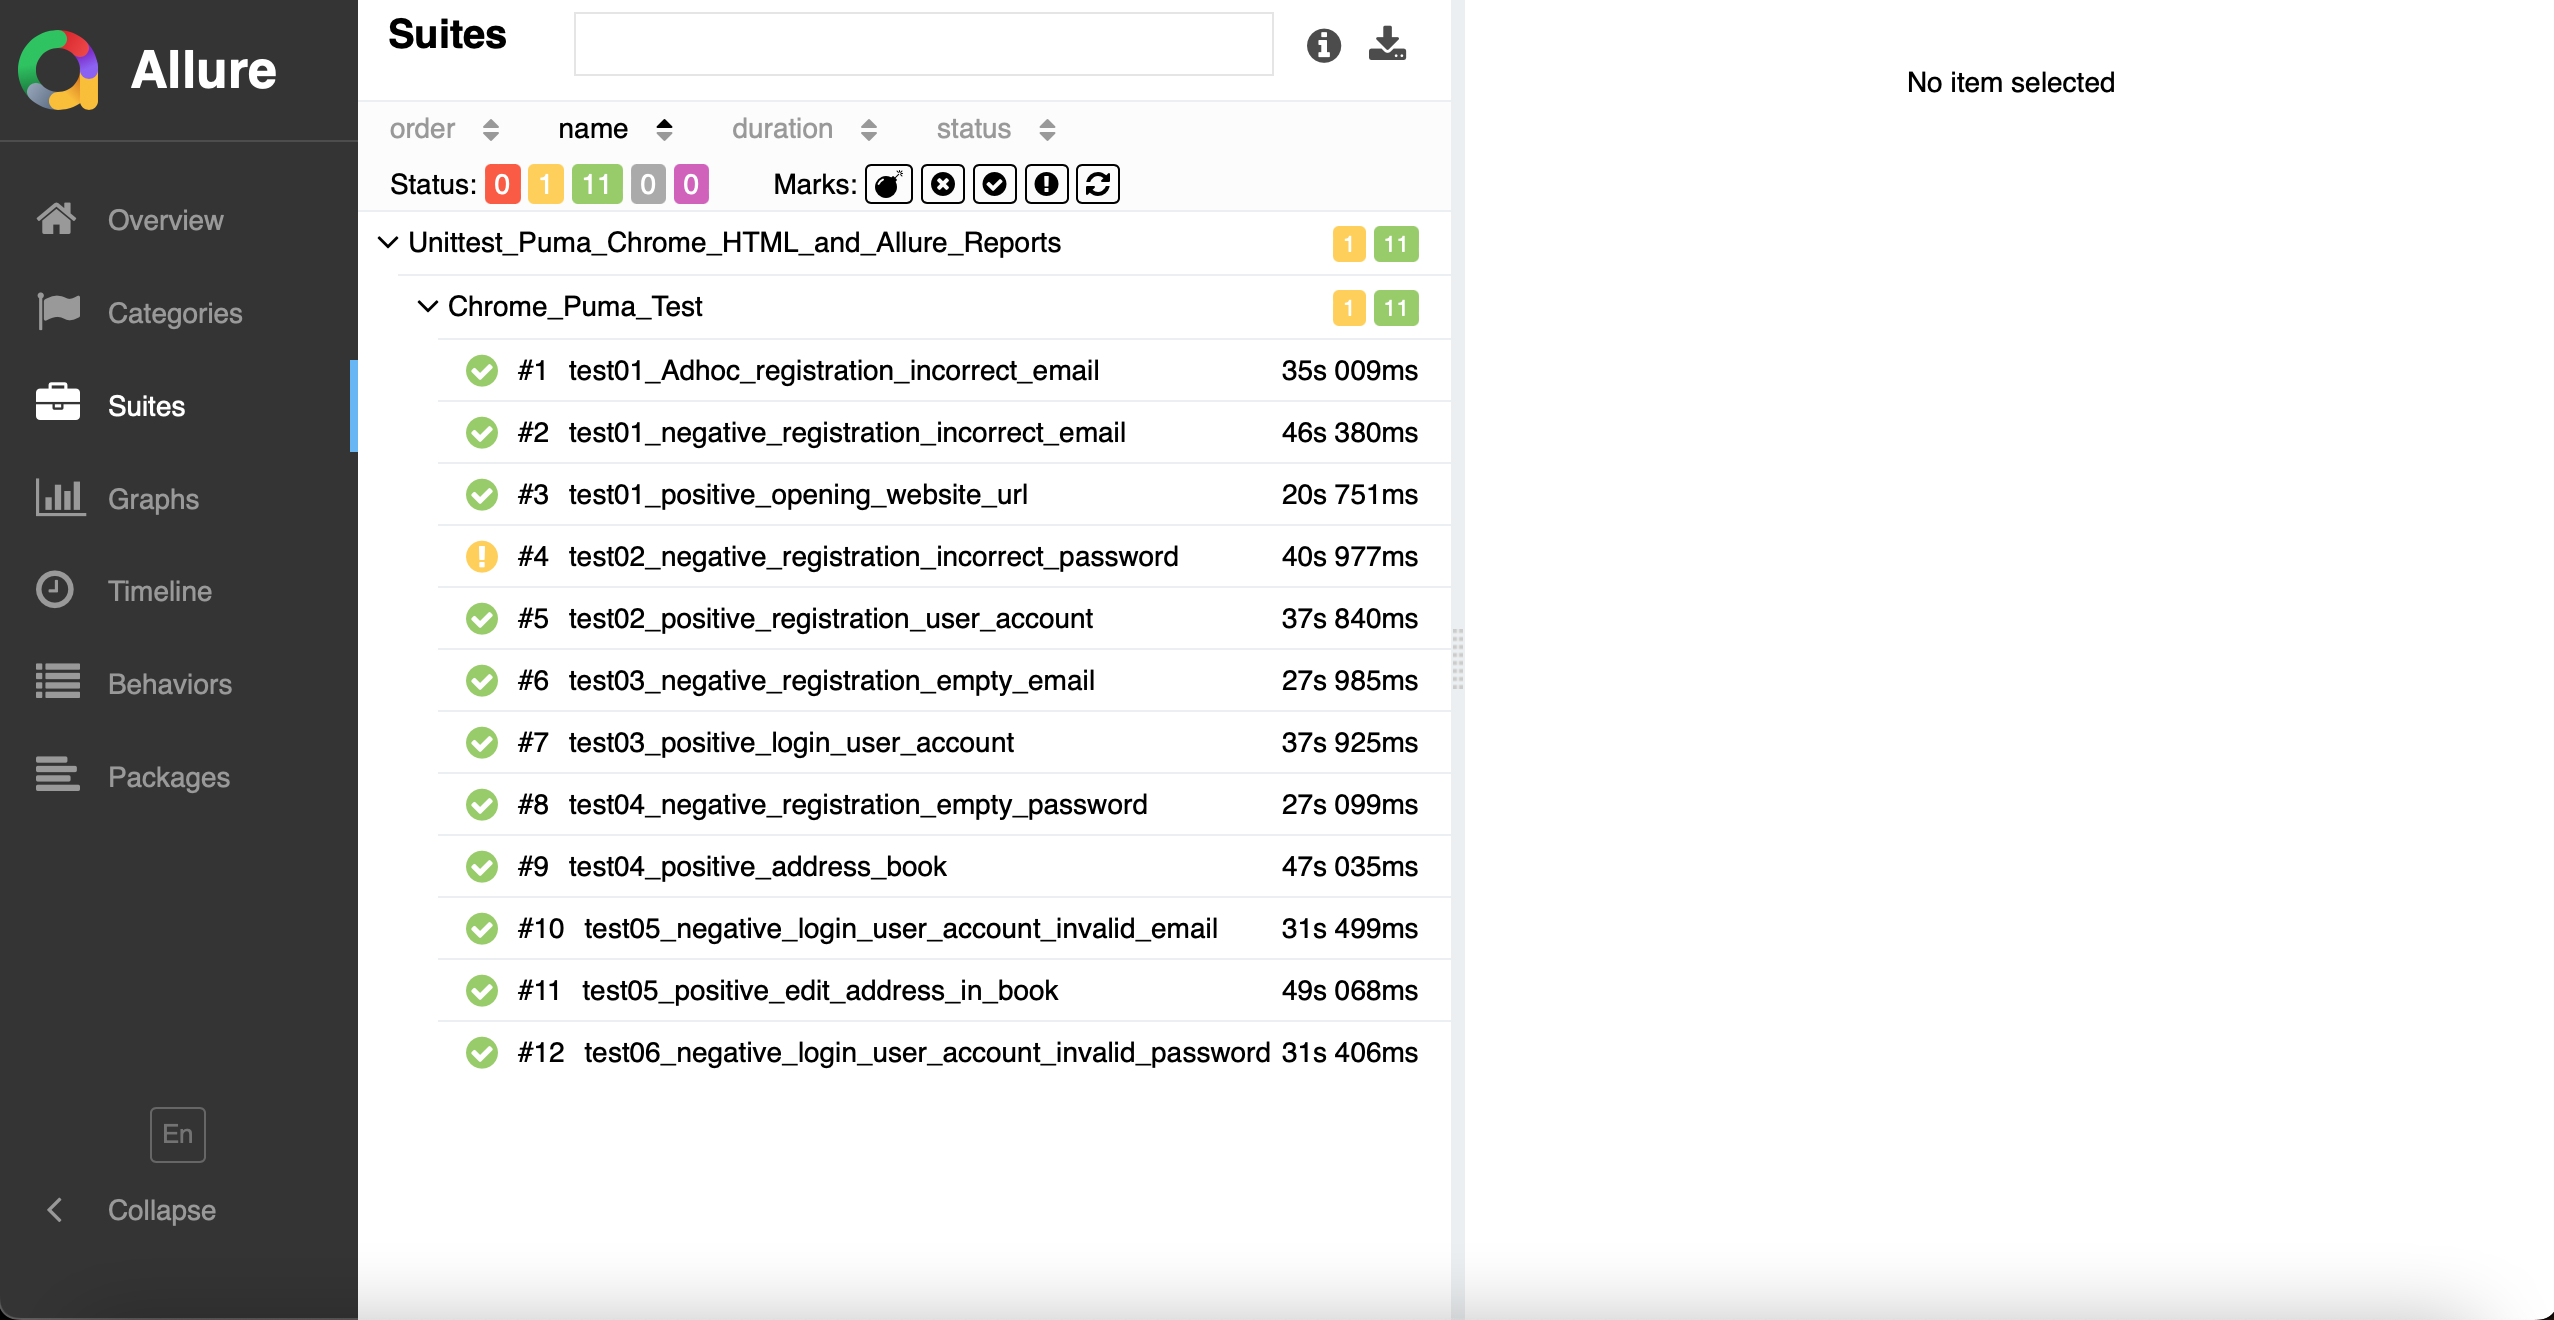 Allure
Overview
Categories
Suites
Graphs
Timeline
Behaviors
Packages
En
Collapse
Suites
order name duration status
Status: 0 1 11 0 0 Marks:
Unittest_Puma_Chrome_HTML_and_Allure_Reports 1 11
Chrome_Puma_Test 1 11
#1 test01_Adhoc_registration_incorrect_email 35s 009ms
#2 test01_negative_registration_incorrect_email 46s 380ms
#3 test01_positive_opening_website_url 20s 751ms
#4 test02_negative_registration_incorrect_password 40s 977ms
#5 test02_positive_registration_user_account 37s 840ms
#6 test03_negative_registration_empty_email 27s 985ms
#7 test03_positive_login_user_account 37s 925ms
#8 test04_negative_registration_empty_password 27s 099ms
#9 test04_positive_address_book 47s 035ms
#10 test05_negative_login_user_account_invalid_email 31s 499ms
#11 test05_positive_edit_address_in_book 49s 068ms
#12 test06_negative_login_user_account_invalid_password 31s 406ms
No item selected